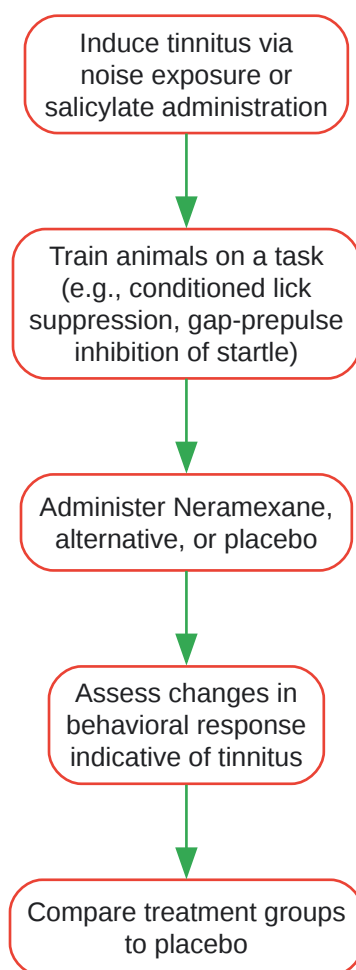 Induce tinnitus via
noise exposure or
salicylate administration
Train animals on a task
(e.g., conditioned lick
suppression, gap-prepulse
inhibition of startle)
Administer Neramexane,
alternative, or placebo
Assess changes in
behavioral response
indicative of tinnitus
Compare treatment groups
to placebo